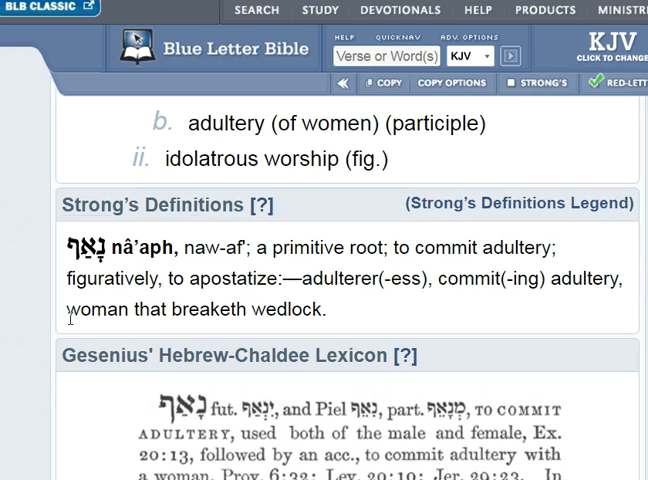 BLB CLASSIC
SEARCH STUDY DEVOTIONALS HELP PRODUCTS MINISTRI
Blue Letter Bible
HELP QUICKNAV ADV. OPTIONS
Verse or Word(s) KJV
KJV
CLICK TO CHANGE
COPY COPY OPTIONS STRONG'S RED-LETT
b. adultery (of women) (participle)
ii. idolatrous worship (fig.)
Strong's Definitions [?] (Strong's Definitions Legend)
נָאַף nâʼaph, naw-af'; a primitive root; to commit adultery;
figuratively, to apostatize:—adulterer(-ess), commit(-ing) adultery,
woman that breaketh wedlock.
Gesenius' Hebrew-Chaldee Lexicon [?]
נָאַף fut. יִנְאַף, and Piel נִאֵף, part. מְנָאֵף, TO COMMIT
ADULTERY, used both of the male and female, Ex.
20:13, followed by an acc., to commit adultery with
a woman, Prov. 6:32; Lev. 20:10; Jer. 29:23. In